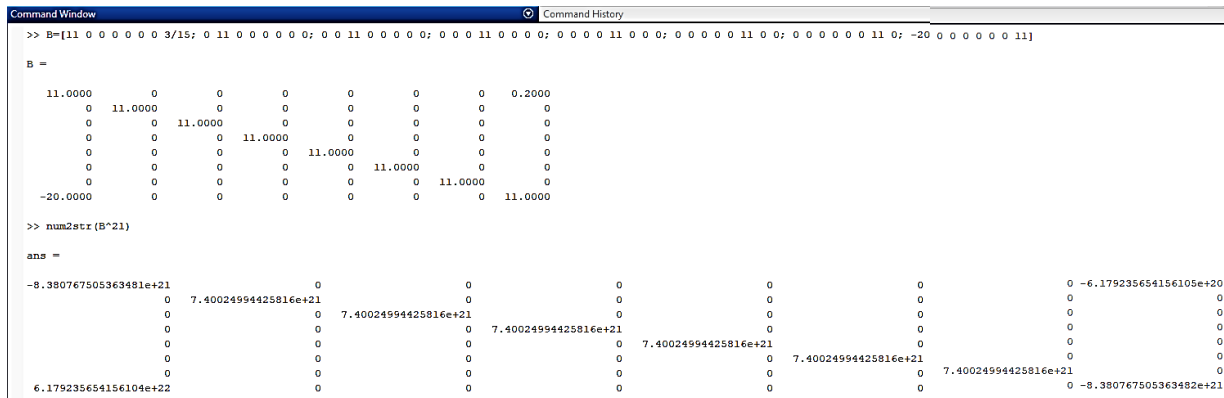 Command Window Command History
>> B=[11 0 0 0 0 0 0 3/15; 0 11 0 0 0 0 0 0; 0 0 11 0 0 0 0 0; 0 0 0 11 0 0 0 0; 0 0 0 0 11 0 0 0; 0 0 0 0 0 11 0 0; 0 0 0 0 0 0 11 0; -20 0 0 0 0 0 0 11]
B =
11.0000 0 0 0 0 0 0 0.2000
0 11.0000 0 0 0 0 0 0
0 0 11.0000 0 0 0 0 0
0 0 0 11.0000 0 0 0 0
0 0 0 0 11.0000 0 0 0
0 0 0 0 0 11.0000 0 0
0 0 0 0 0 0 11.0000 0
-20.0000 0 0 0 0 0 0 11.0000
>> num2str(B^21)
ans =
-8.380767505363481e+21 0 0 0 0 0 0 -6.179235654156105e+20
0 7.40024994425816e+21 0 0 0 0 0 0
0 0 7.40024994425816e+21 0 0 0 0 0
0 0 0 7.40024994425816e+21 0 0 0 0
0 0 0 0 7.40024994425816e+21 0 0 0
0 0 0 0 0 7.40024994425816e+21 0 0
0 0 0 0 0 0 7.40024994425816e+21 0
6.179235654156104e+22 0 0 0 0 0 0 -8.380767505363482e+21